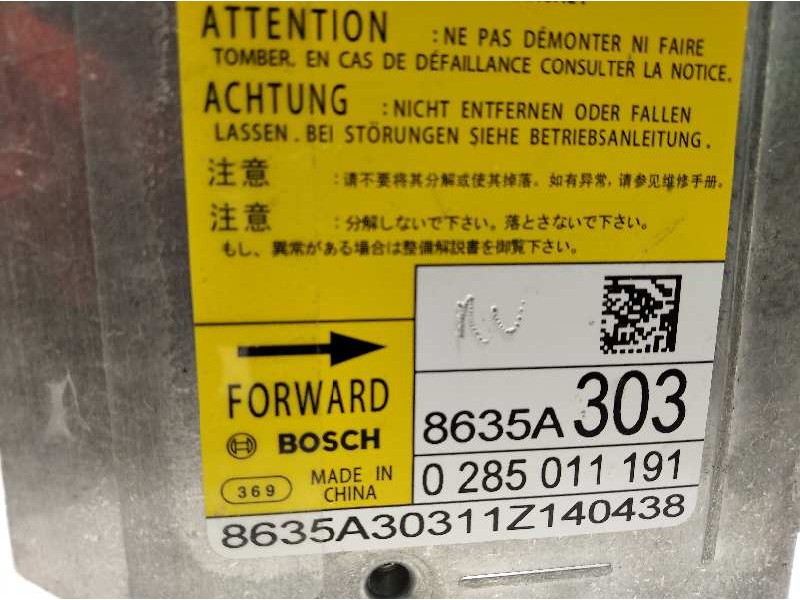 ATTENTION : NE PAS DÉMONTER NI FAIRE
TOMBER. EN CAS DE DÉFAILLANCE CONSULTER LA NOTICE.
ACHTUNG : NICHT ENTFERNEN ODER FALLEN
LASSEN. BEI STÖRUNGEN SIEHE BETRIEBSANLEITUNG.
注意 : 请不要将其分解或使其掉落。如有异常, 请参见维修手册。
注意 : 分解しないで下さい。落とさないで下さい。
もし、異常がある場合は整備解説書を御覧下さい。
FORWARD
BOSCH
369 MADE IN
CHINA
8635A303
0 285 011 191
8635A30311Z140438